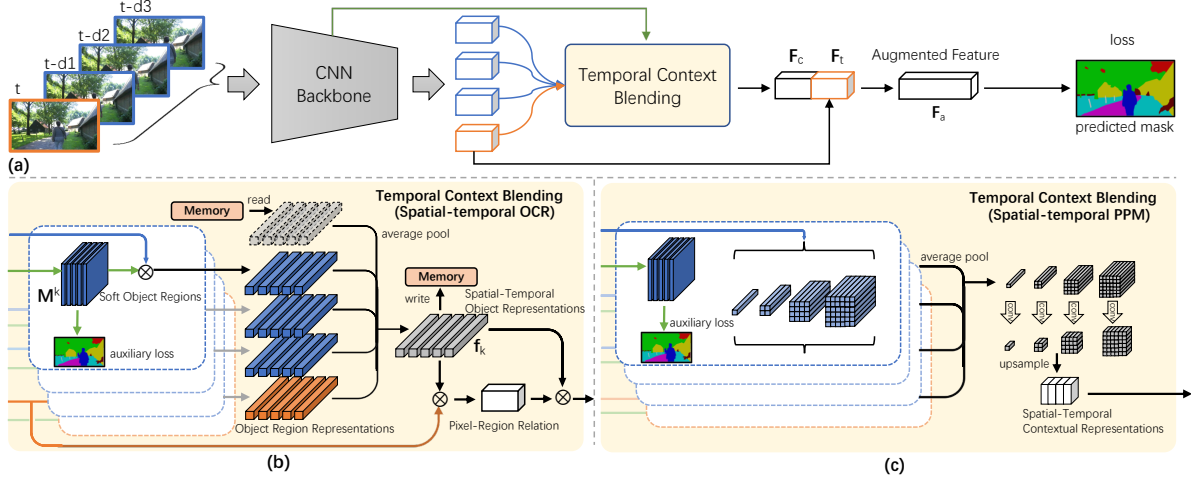 t-d3
t-d2
t-d1
t
CNN
Backbone
Temporal Context
Blending
F_c
F_t
Augmented Feature
F_a
loss
predicted mask
(a)
Temporal Context Blending
(Spatial-temporal OCR)
Memory
read
average pool
M^k
Soft Object Regions
auxiliary loss
Memory
write
Spatial-Temporal
Object Representations
f_k
Object Region Representations
Pixel-Region Relation
(b)
Temporal Context Blending
(Spatial-temporal PPM)
average pool
auxiliary loss
conv
conv
conv
conv
upsample
Spatial-Temporal
Contextual Representations
(c)